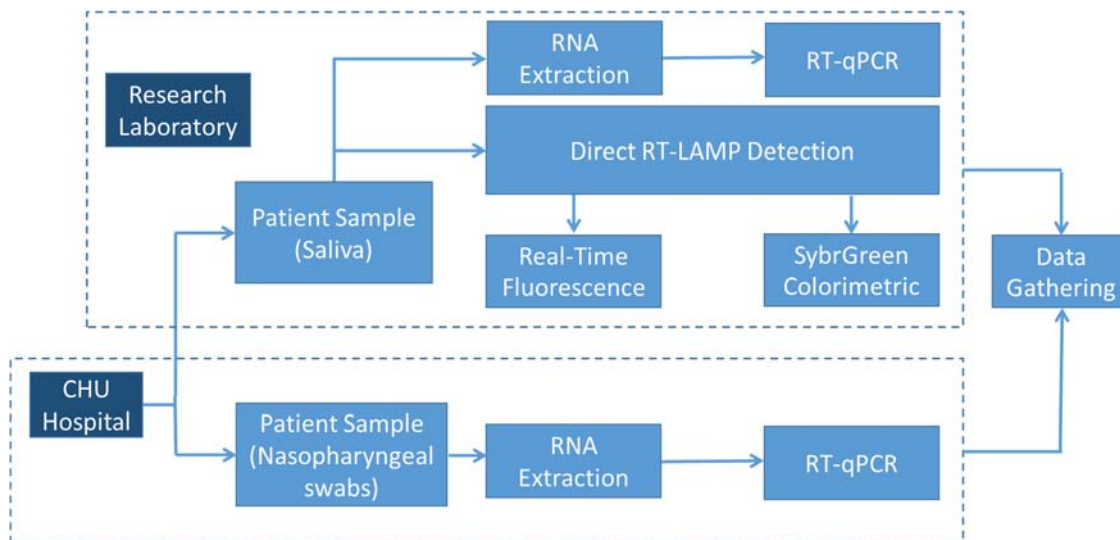 RNA
Extraction
RT-qPCR
Research
Laboratory
Direct RT-LAMP Detection
Patient Sample
(Saliva)
Real-Time
Fluorescence
SybrGreen
Colorimetric
Data
Gathering
CHU
Hospital
Patient Sample
(Nasopharyngeal
swabs)
RNA
Extraction
RT-qPCR